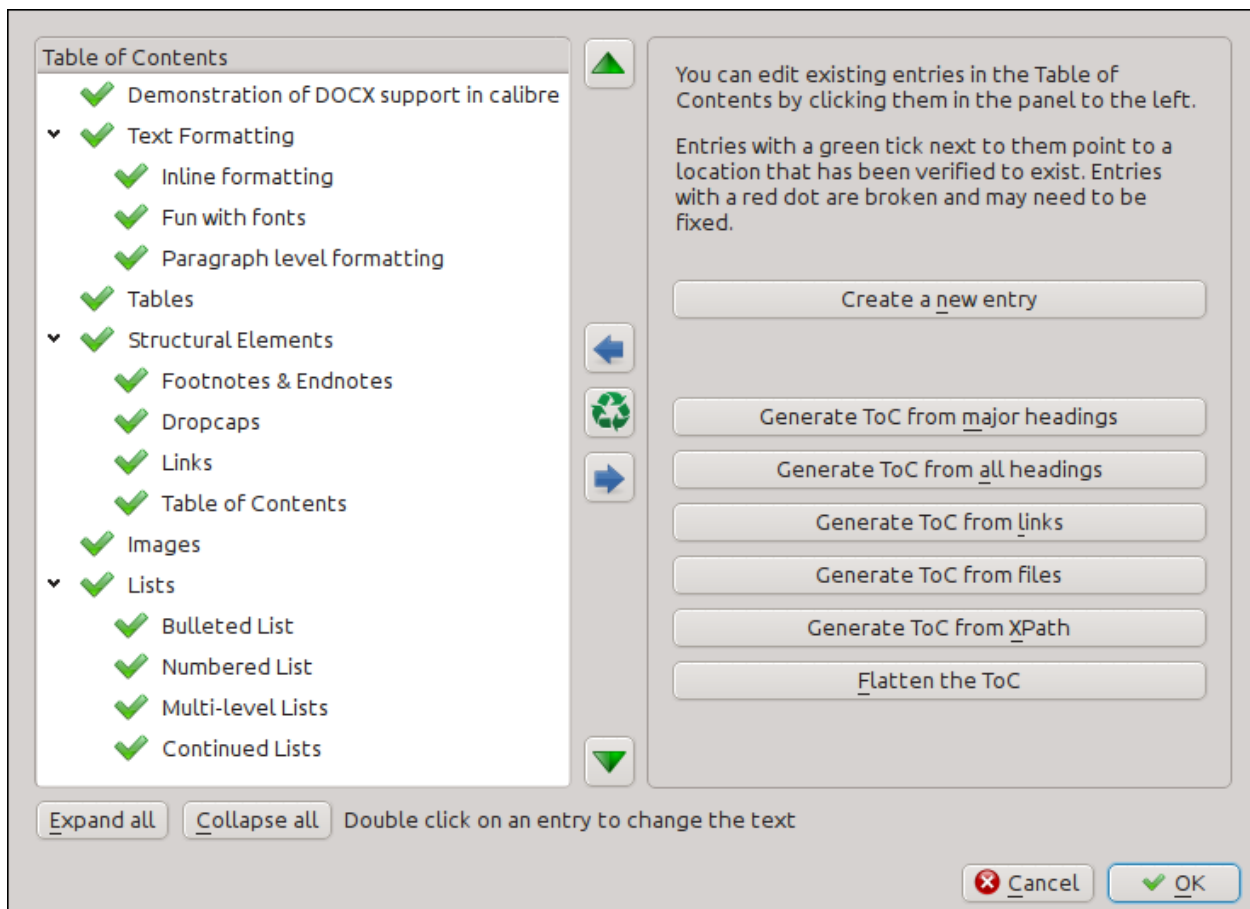 Table of Contents
Demonstration of DOCX support in calibre
Text Formatting
Inline formatting
Fun with fonts
Paragraph level formatting
Tables
Structural Elements
Footnotes & Endnotes
Dropcaps
Links
Table of Contents
Images
Lists
Bulleted List
Numbered List
Multi-level Lists
Continued Lists
You can edit existing entries in the Table of
Contents by clicking them in the panel to the left.
Entries with a green tick next to them point to a
location that has been verified to exist. Entries
with a red dot are broken and may need to be
fixed.
Create a new entry
Generate ToC from major headings
Generate ToC from all headings
Generate ToC from links
Generate ToC from files
Generate ToC from XPath
Flatten the ToC
Expand all
Collapse all
Double click on an entry to change the text
Cancel
OK